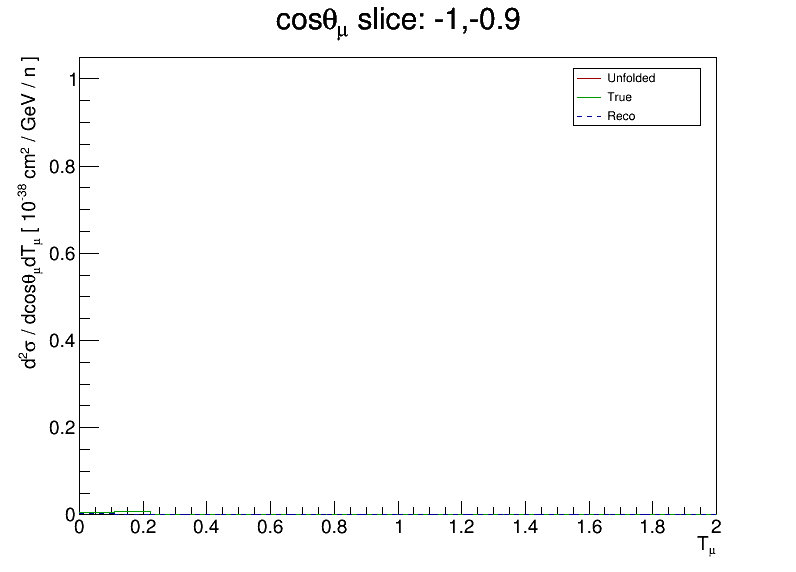 cosθμ slice: -1,-0.9
d²σ / dcosθμdTμ [ 10⁻³⁸ cm² / GeV / n ]
1
0.8
0.6
0.4
0.2
0
Unfolded
True
Reco
0 0.2 0.4 0.6 0.8 1 1.2 1.4 1.6 1.8 2
Tμ